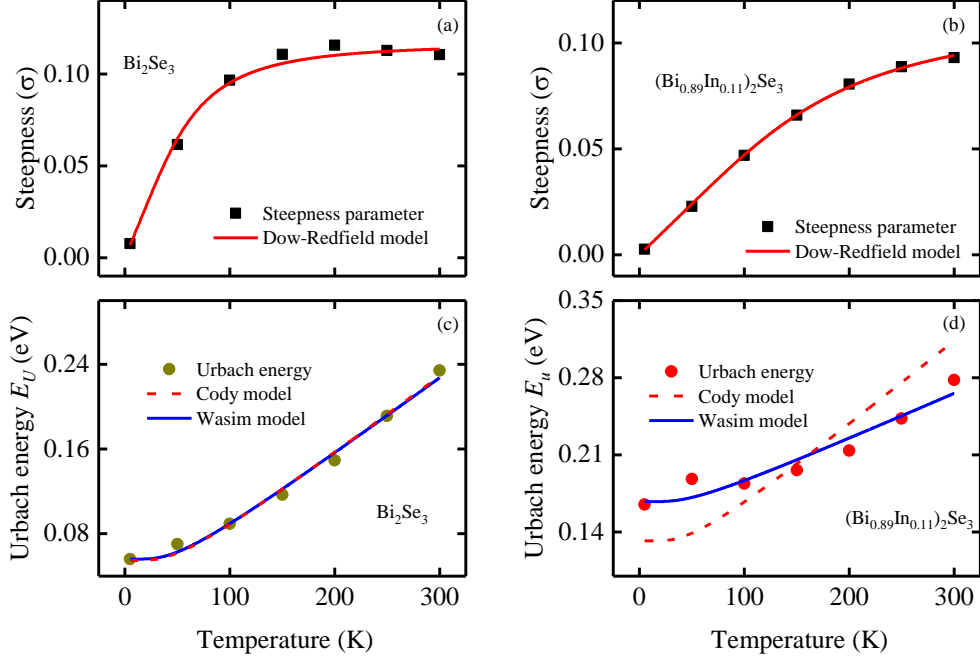 (a)
Bi2Se3
0.10
0.05
0.00
Steepness (σ)
Steepness parameter
Dow-Redfield model
(b)
(Bi0.89In0.11)2Se3
0.10
0.05
0.00
Steepness (σ)
Steepness parameter
Dow-Redfield model
(c)
0.24
0.16
0.08
Urbach energy EU (eV)
Urbach energy
Cody model
Wasim model
Bi2Se3
0 100 200 300
Temperature (K)
(d)
0.35
0.28
0.21
0.14
Urbach energy Eu (eV)
Urbach energy
Cody model
Wasim model
(Bi0.89In0.11)2Se3
0 100 200 300
Temperature (K)